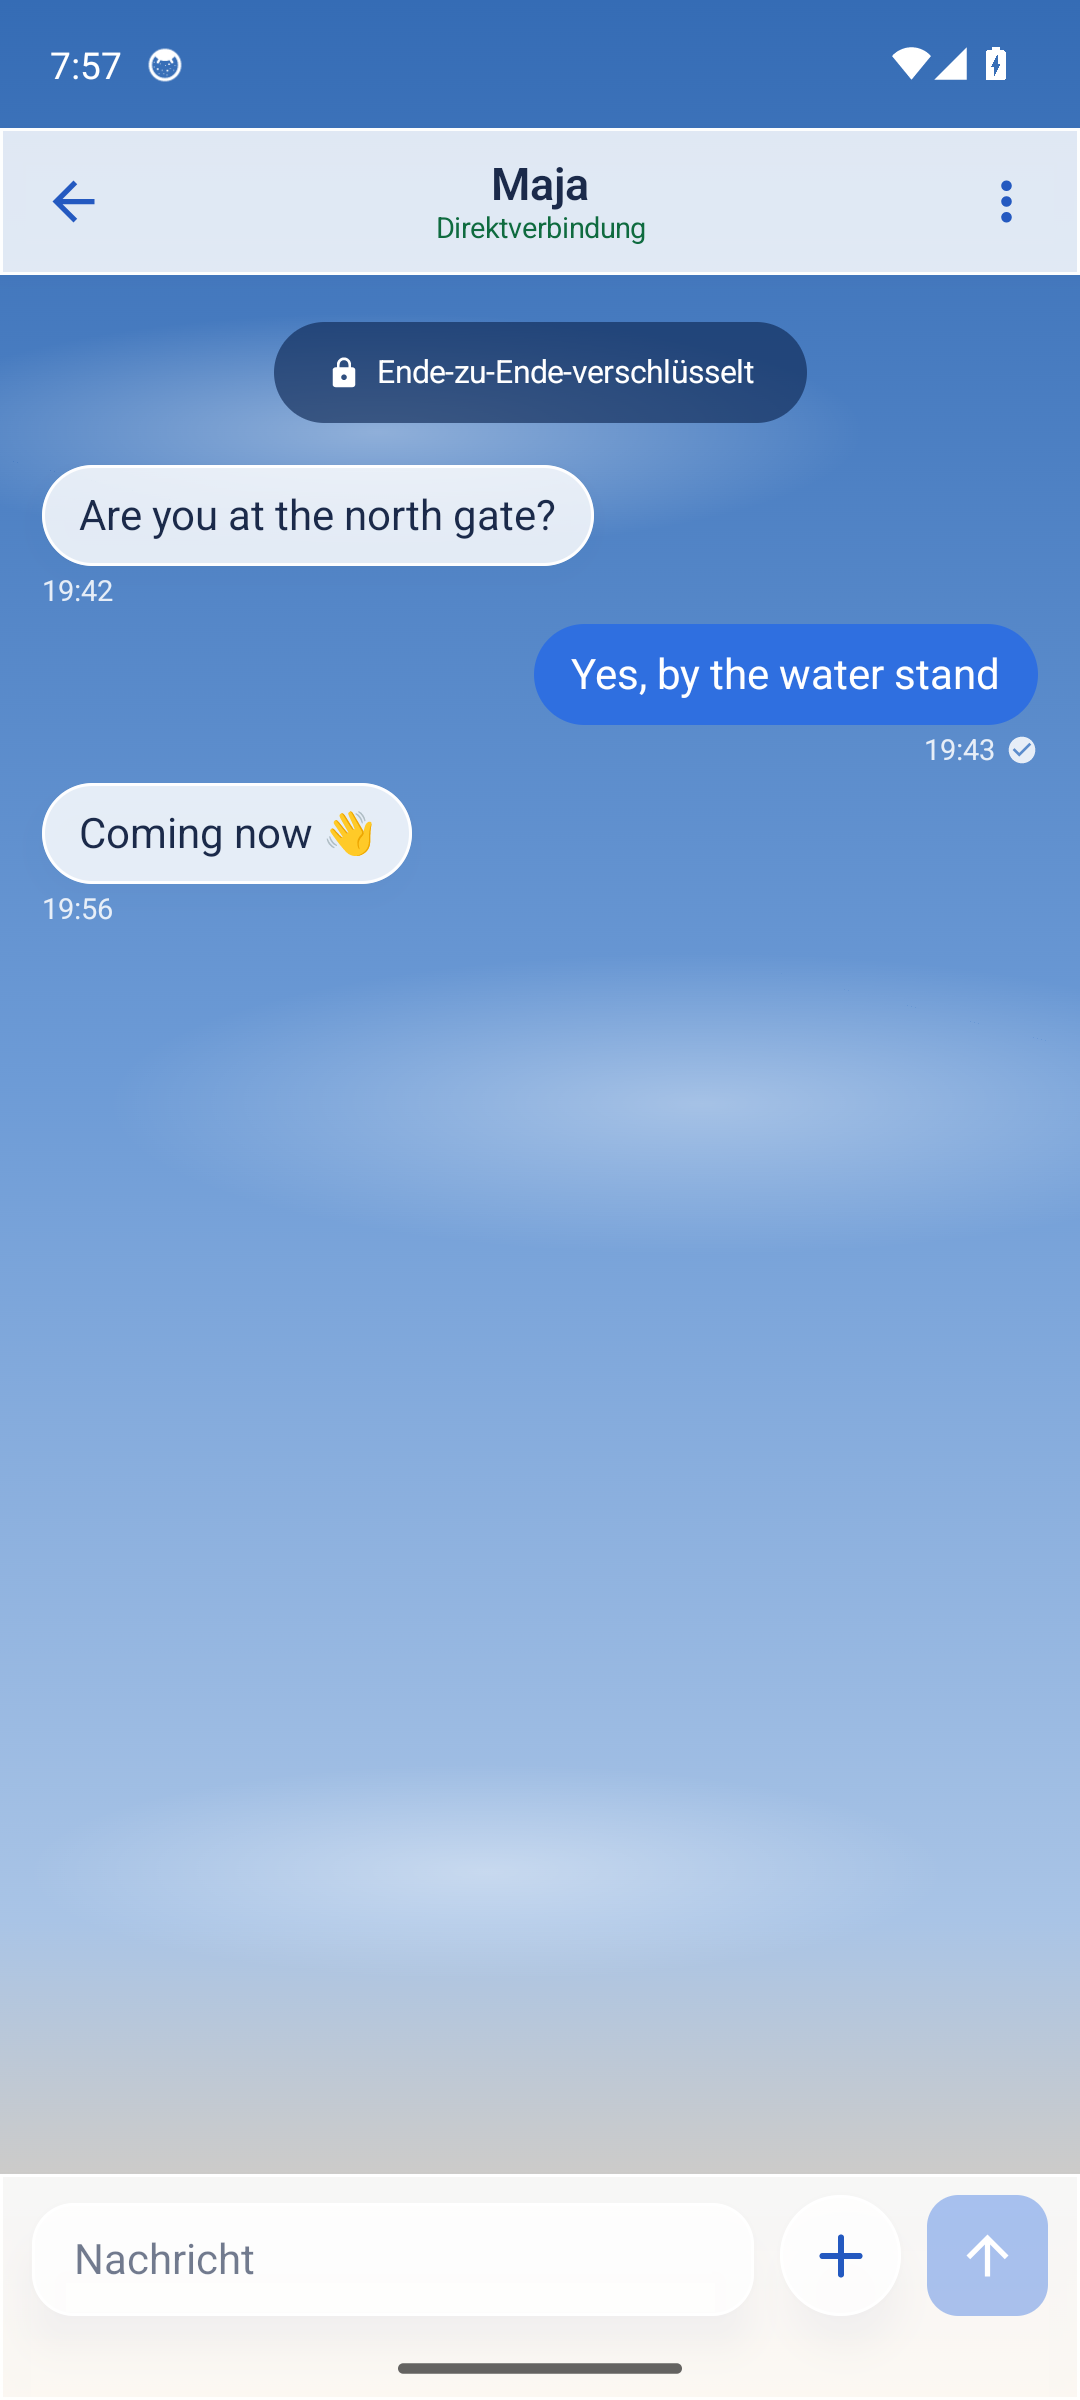 7:57
Maja
Direktverbindung
Ende-zu-Ende-verschlüsselt
Are you at the north gate?
19:42
Yes, by the water stand
19:43
Coming now 👋
19:56
Nachricht